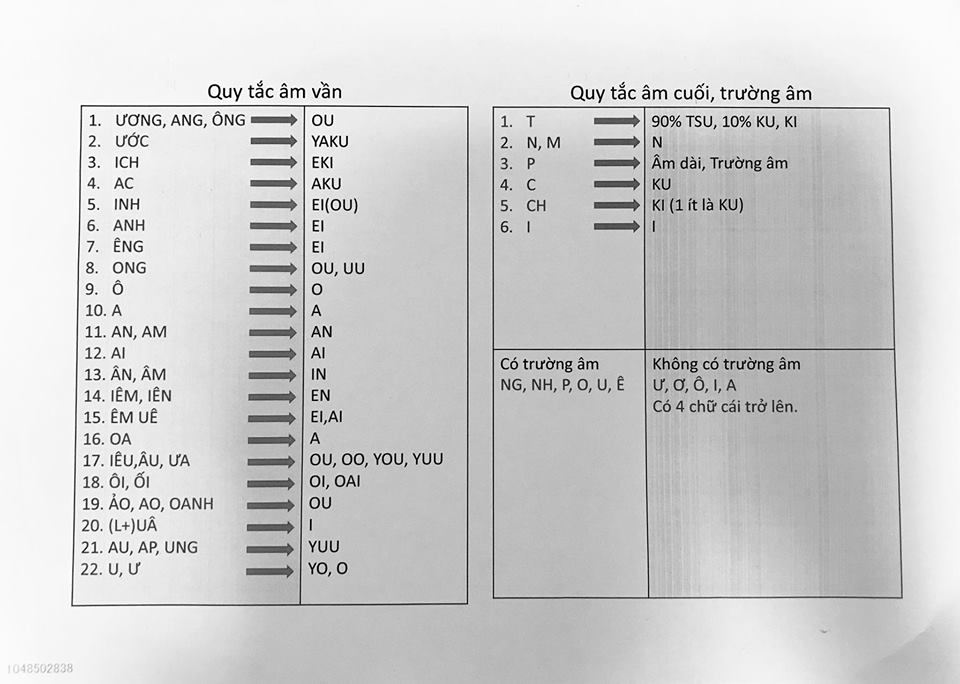 Quy tắc âm vần
1. ƯƠNG, ANG, ÔNG OU
2. ƯỚC YAKU
3. ICH EKI
4. AC AKU
5. INH EI(OU)
6. ANH EI
7. ÊNG EI
8. ONG OU, UU
9. Ô O
10. A A
11. AN, AM AN
12. AI AI
13. ÂN, ÂM IN
14. IÊM, IÊN EN
15. ÊM UÊ EI,AI
16. OA A
17. IÊU,ÂU, ƯA OU, OO, YOU, YUU
18. ÔI, ỐI OI, OAI
19. ẢO, AO, OANH OU
20. (L+)UÂ I
21. AU, AP, UNG YUU
22. U, Ư YO, O
Quy tắc âm cuối, trường âm
1. T 90% TSU, 10% KU, KI
2. N, M N
3. P Âm dài, Trường âm
4. C KU
5. CH KI (1 ít là KU)
6. I I
Có trường âm
NG, NH, P, O, U, Ê
Không có trường âm
Ư, Ơ, Ô, I, A
Có 4 chữ cái trở lên.
1048502838